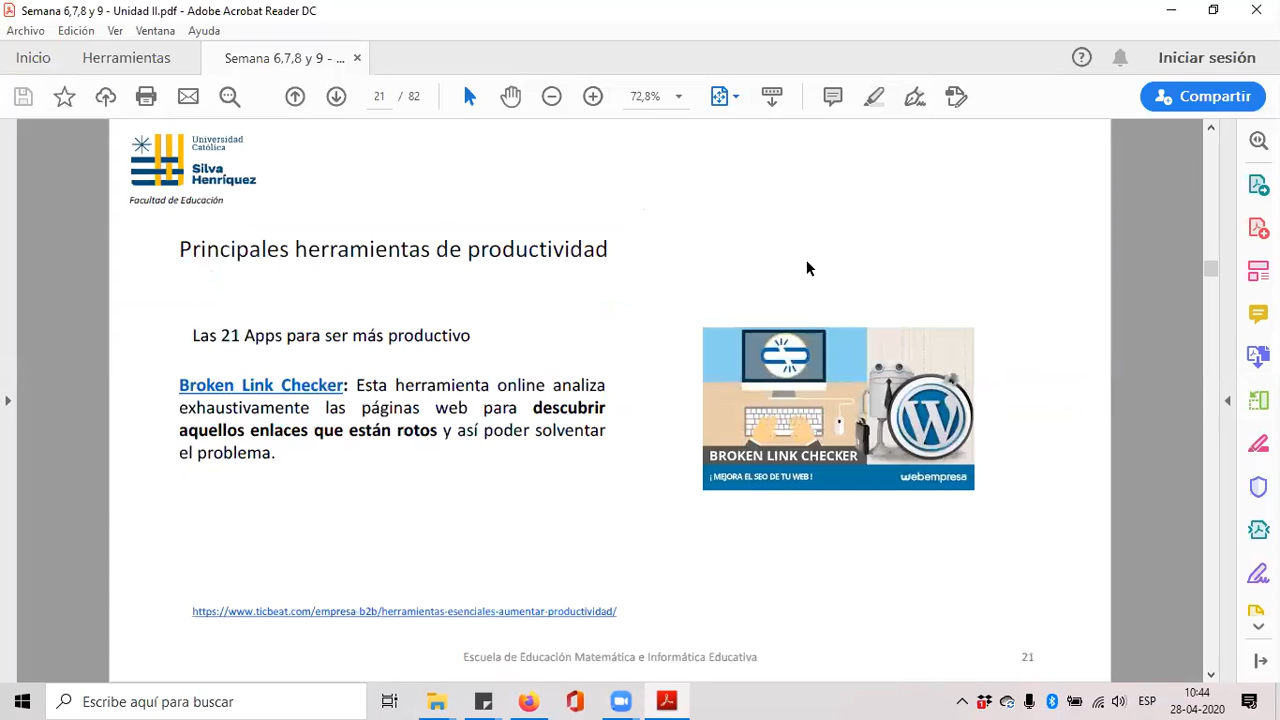 Semana 6,7,8 y 9 - Unidad II.pdf - Adobe Acrobat Reader DC
Archivo Edición Ver Ventana Ayuda
Inicio Herramientas Semana 6,7,8 y 9 - ... × Iniciar sesión
21 / 82 72,8% Compartir
Universidad
Católica
Silva
Henríquez
Facultad de Educación
Principales herramientas de productividad
Las 21 Apps para ser más productivo
Broken Link Checker: Esta herramienta online analiza
exhaustivamente las páginas web para descubrir
aquellos enlaces que están rotos y así poder solventar
el problema.
BROKEN LINK CHECKER
¡ MEJORA EL SEO DE TU WEB !
webempresa
https://www.ticbeat.com/empresa-b2b/herramientas-esenciales-aumentar-productividad/
Escuela de Educación Matemática e Informática Educativa 21
Escribe aquí para buscar
ESP
10:44
28-04-2020